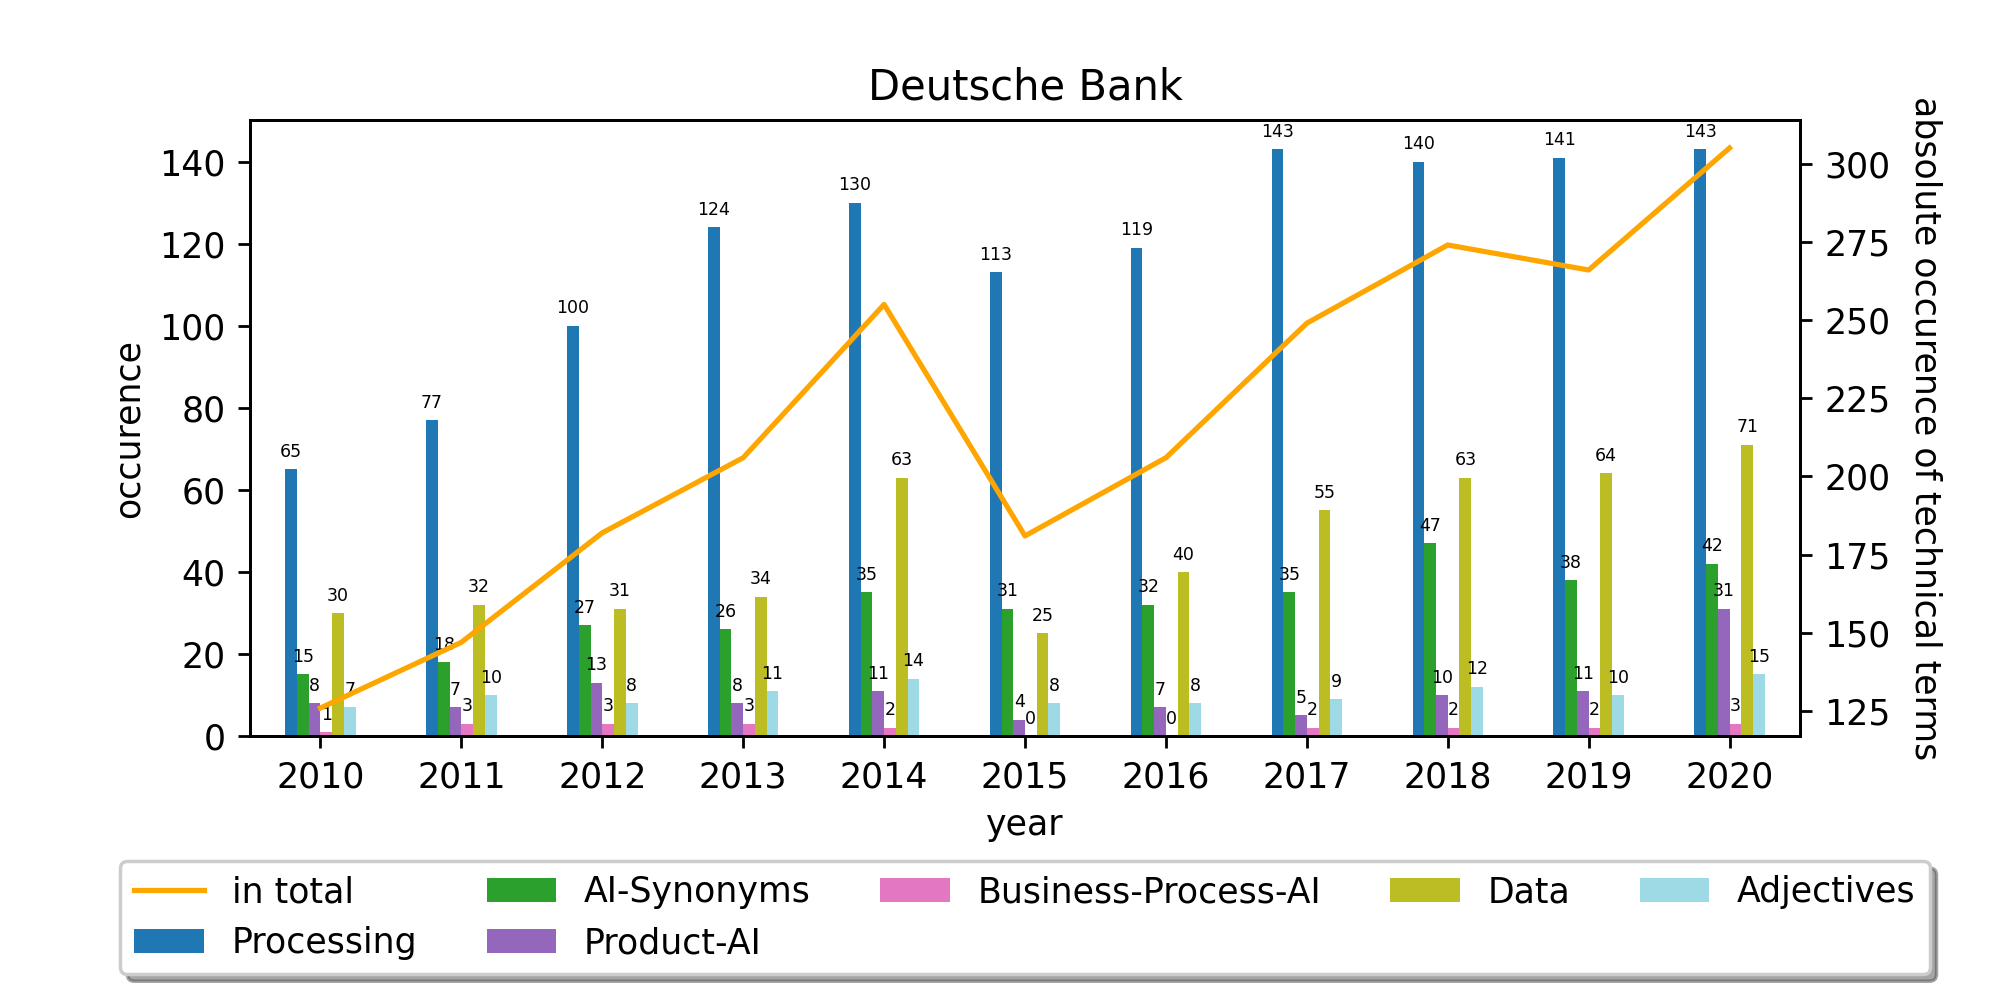 Deutsche Bank
occurence
absolute occurence of technical terms
140
120
100
80
60
40
20
0
300
275
250
225
200
175
150
125
65 15 8 1 30 7
77 18 7 3 32 10
100 27 13 3 31 8
124 26 8 3 34 11
130 35 11 2 63 14
113 31 4 0 25 8
119 32 7 0 40 8
143 35 5 2 55 9
140 47 10 2 63 12
141 38 11 2 64 10
143 42 31 3 71 15
2010 2011 2012 2013 2014 2015 2016 2017 2018 2019 2020
year
in total AI-Synonyms Business-Process-AI Data Adjectives
Processing Product-AI